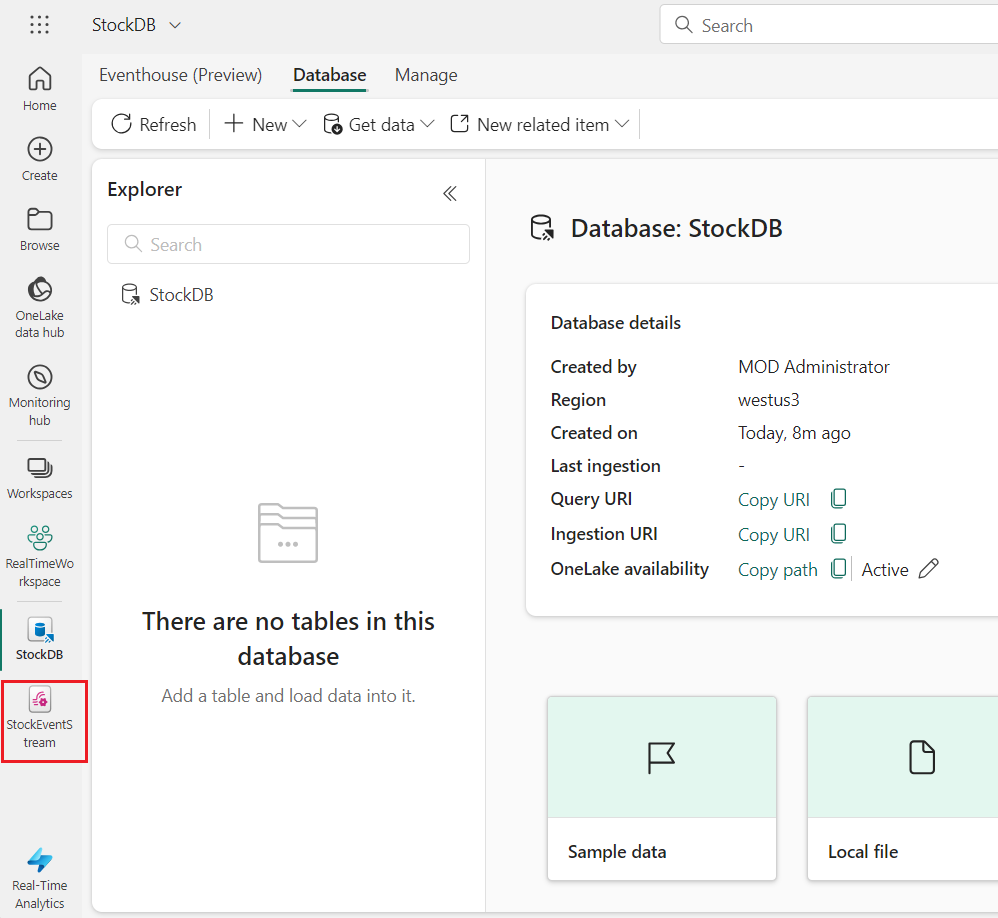 StockDB
Search
Home
Create
Browse
OneLake
data hub
Monitoring
hub
Workspaces
RealTimeWo
rkspace
StockDB
StockEventS
tream
Real-Time
Analytics
Eventhouse (Preview) Database Manage
Refresh New Get data New related item
Explorer
Search
StockDB
There are no tables in this
database
Add a table and load data into it.
Database: StockDB
Database details
Created by MOD Administrator
Region westus3
Created on Today, 8m ago
Last ingestion -
Query URI Copy URI
Ingestion URI Copy URI
OneLake availability Copy path Active
Sample data
Local file